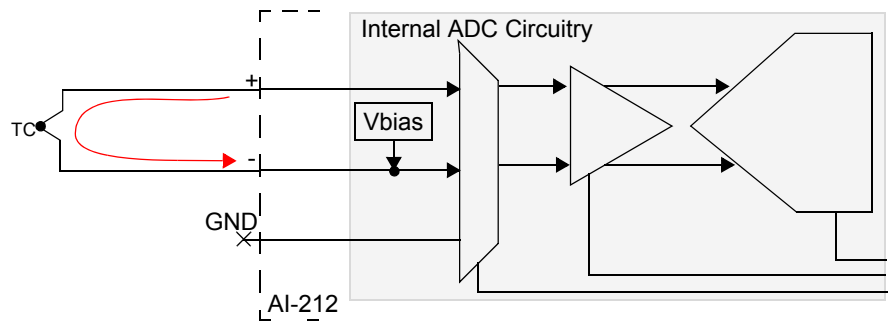 Internal ADC Circuitry
+
Vbias
TC
-
GND
AI-212